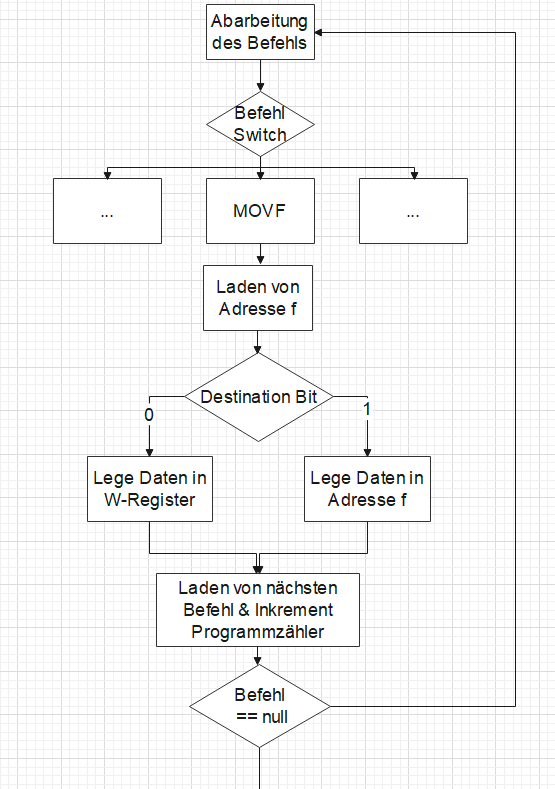 Abarbeitung
des Befehls
Befehl
Switch
...
MOVF
...
Laden von
Adresse f
Destination Bit
0
1
Lege Daten in
W-Register
Lege Daten in
Adresse f
Laden von nächsten
Befehl & Inkrement
Programmzähler
Befehl
== null